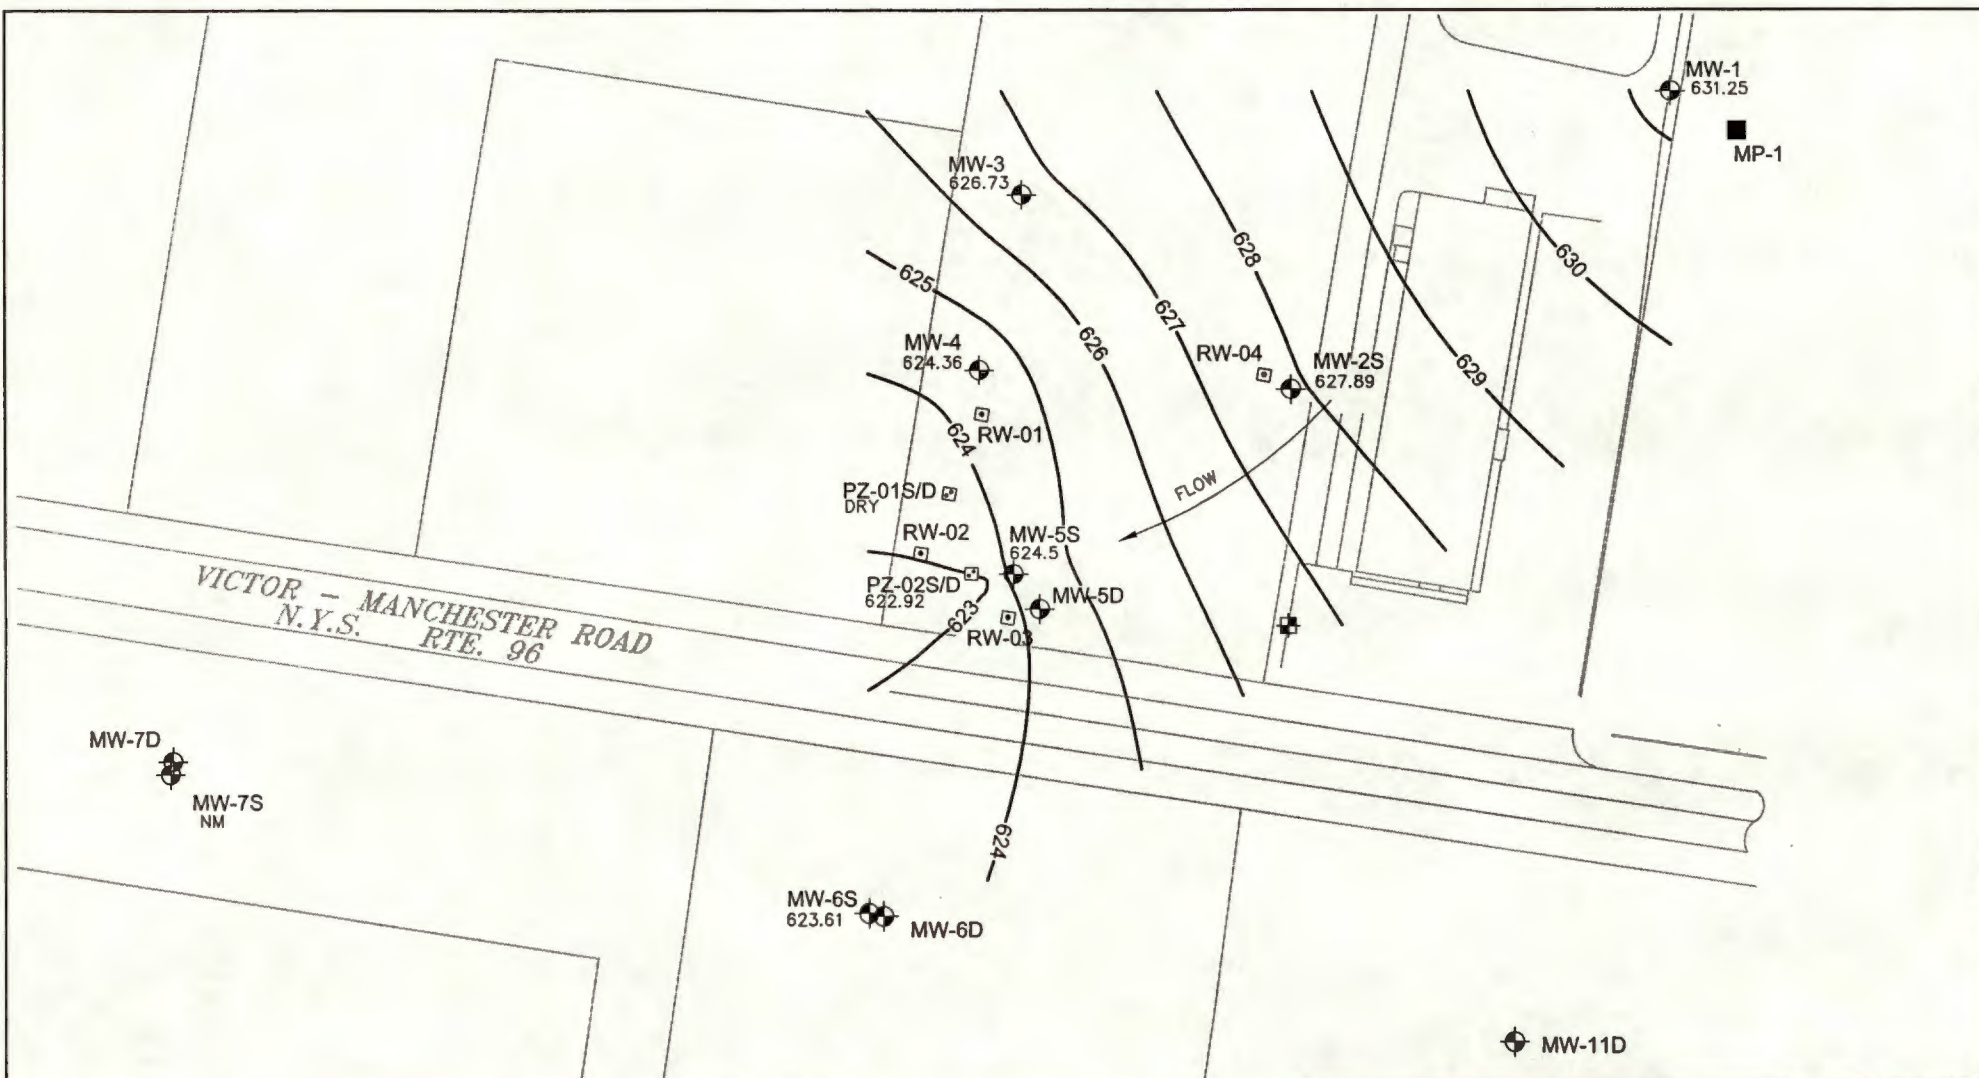 MW-1
631.25
MP-1
MW-3
626.73
628
630
625
627
626
MW-4
624.36
RW-04
MW-2S
627.89
629
RW-01
624
FLOW
PZ-01S/D
DRY
RW-02
MW-5S
624.5
PZ-02S/D
622.92
MW-5D
623
RW-03
VICTOR - MANCHESTER ROAD
N.Y.S. RTE. 96
MW-7D
MW-7S
NM
624
MW-6S
623.61
MW-6D
MW-11D